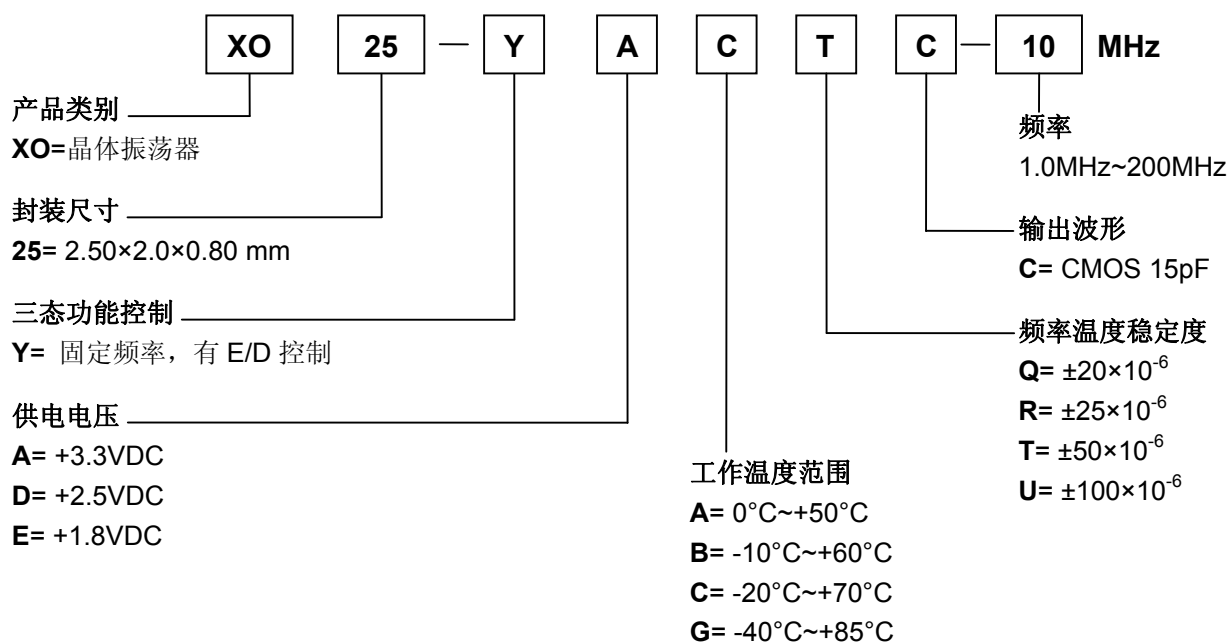 XO 25 — Y A C T C — 10 MHz
产品类别
XO=晶体振荡器
封装尺寸
25= 2.50×2.0×0.80 mm
三态功能控制
Y= 固定频率，有 E/D 控制
供电电压
A= +3.3VDC
D= +2.5VDC
E= +1.8VDC
工作温度范围
A= 0°C~+50°C
B= -10°C~+60°C
C= -20°C~+70°C
G= -40°C~+85°C
频率温度稳定度
Q= ±20×10⁻⁶
R= ±25×10⁻⁶
T= ±50×10⁻⁶
U= ±100×10⁻⁶
输出波形
C= CMOS 15pF
频率
1.0MHz~200MHz